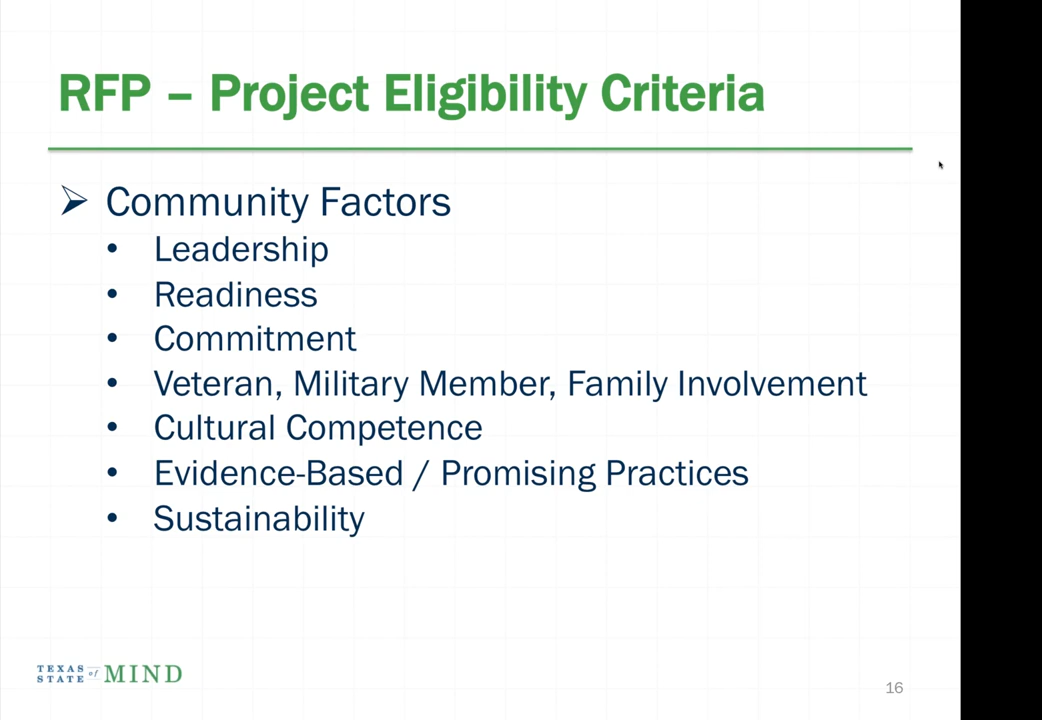 RFP – Project Eligibility Criteria
➢ Community Factors
• Leadership
• Readiness
• Commitment
• Veteran, Military Member, Family Involvement
• Cultural Competence
• Evidence-Based / Promising Practices
• Sustainability
TEXAS STATE of MIND
16